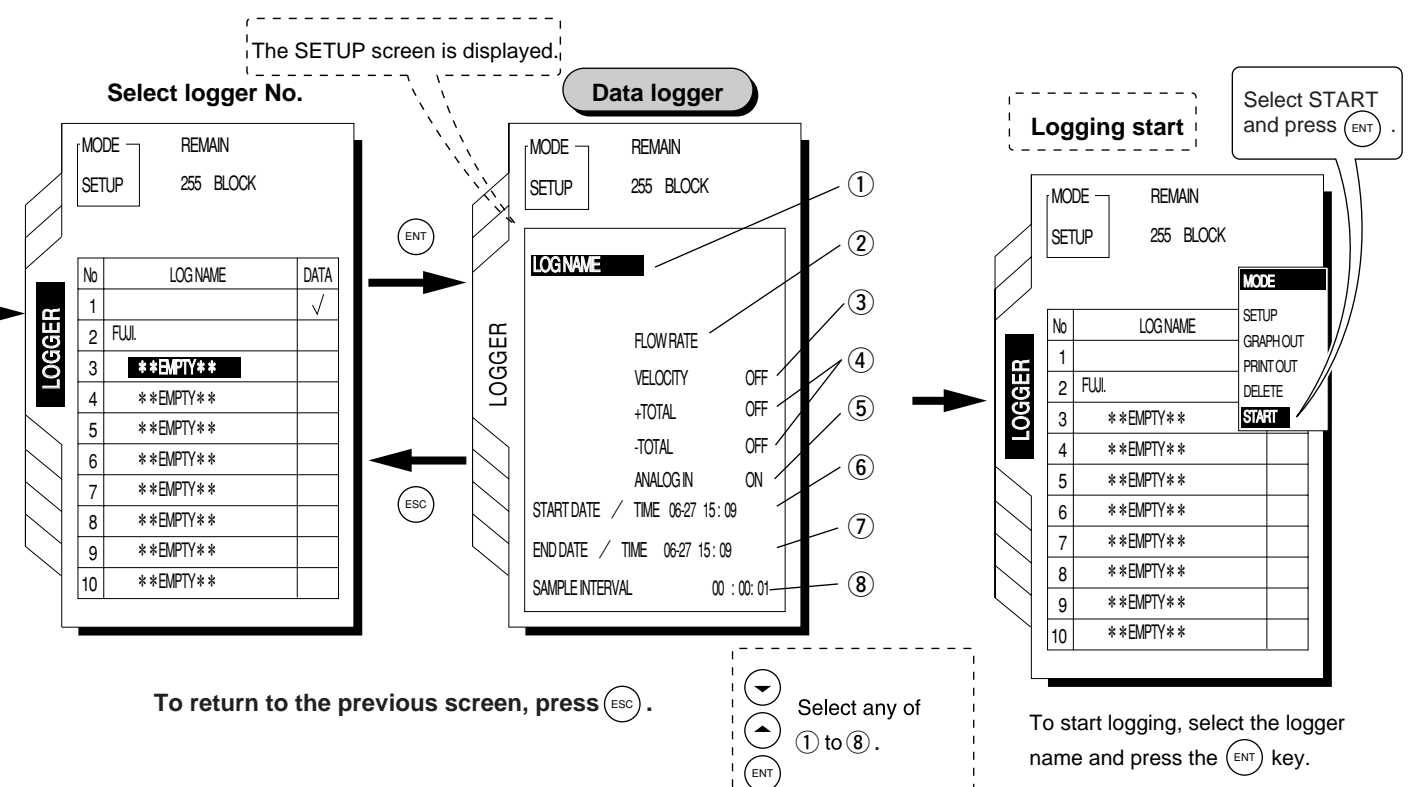 The SETUP screen is displayed.
Select logger No.
MODE
REMAIN
SETUP
255 BLOCK
LOGGER
No LOG NAME DATA
1 √
2 FUJI.
3 **EMPTY**
4 **EMPTY**
5 **EMPTY**
6 **EMPTY**
7 **EMPTY**
8 **EMPTY**
9 **EMPTY**
10 **EMPTY**
ENT
ESC
Data logger
MODE
REMAIN
SETUP
255 BLOCK
LOGGER
LOG NAME
FLOW RATE
VELOCITY OFF
+TOTAL OFF
-TOTAL OFF
ANALOG IN ON
START DATE / TIME 06-27 15:09
END DATE / TIME 06-27 15:09
SAMPLE INTERVAL 00 : 00: 01
①
②
③
④
⑤
⑥
⑦
⑧
Logging start
Select START
and press ENT .
MODE
REMAIN
SETUP
255 BLOCK
LOGGER
MODE
SETUP
GRAPH OUT
PRINT OUT
DELETE
START
No LOG NAME
1
2 FUJI.
3 **EMPTY**
4 **EMPTY**
5 **EMPTY**
6 **EMPTY**
7 **EMPTY**
8 **EMPTY**
9 **EMPTY**
10 **EMPTY**
To return to the previous screen, press ESC .
Select any of
① to ⑧ .
ENT
To start logging, select the logger
name and press the ENT key.